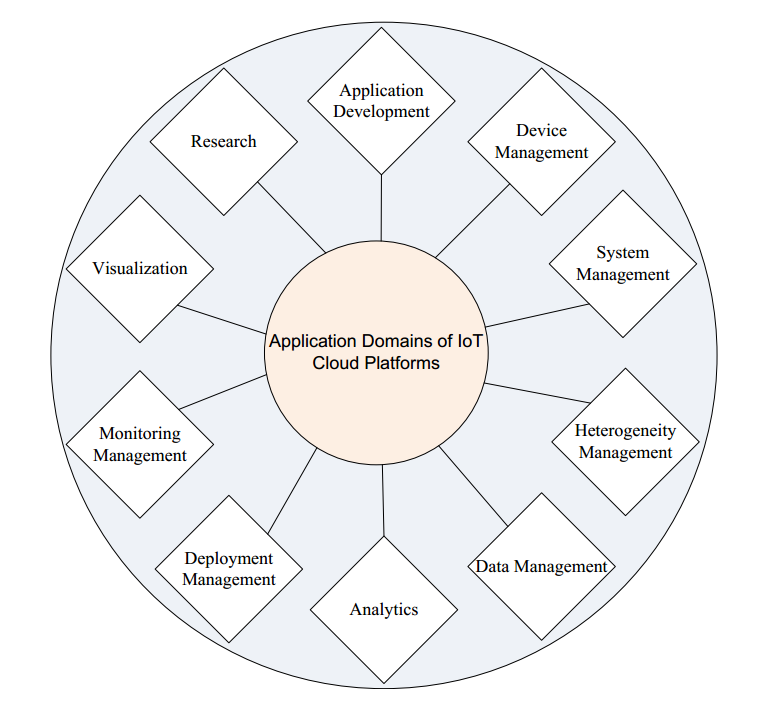 Application
Development
Device
Management
Research
System
Management
Visualization
Application Domains of IoT
Cloud Platforms
Heterogeneity
Management
Monitoring
Management
Data Management
Deployment
Management
Analytics